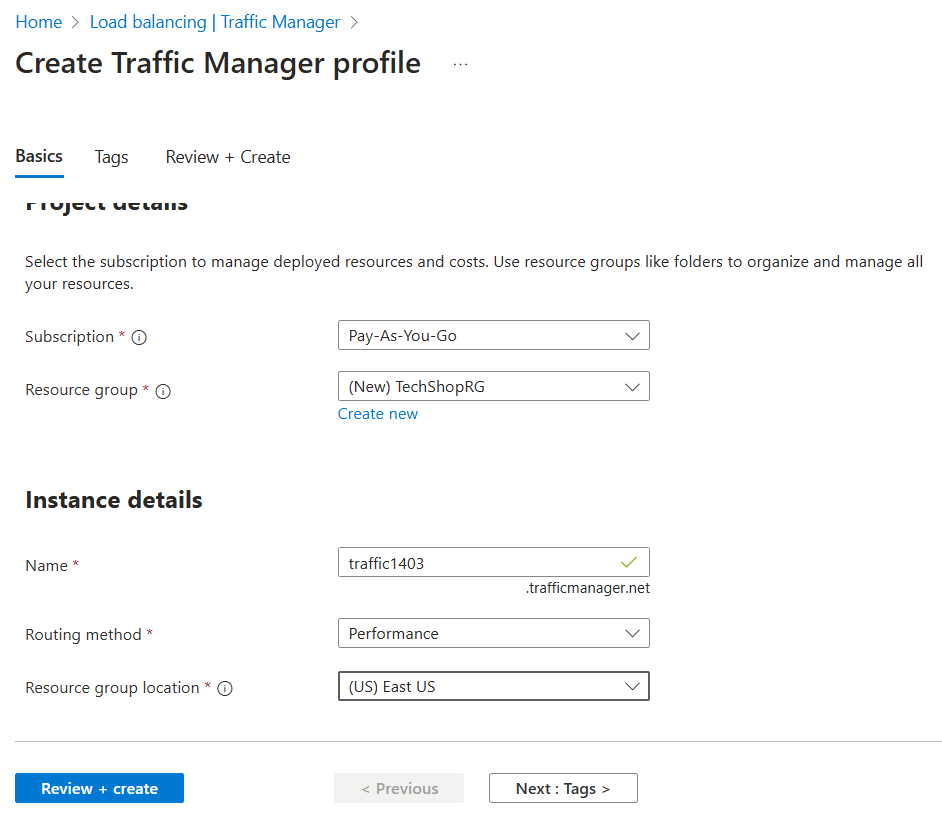 Home > Load balancing | Traffic Manager >
Create Traffic Manager profile ...
Basics Tags Review + Create
Project details
Select the subscription to manage deployed resources and costs. Use resource groups like folders to organize and manage all
your resources.
Subscription * Pay-As-You-Go
Resource group * (New) TechShopRG
Create new
Instance details
Name * traffic1403
.trafficmanager.net
Routing method * Performance
Resource group location * (US) East US
Review + create < Previous Next : Tags >